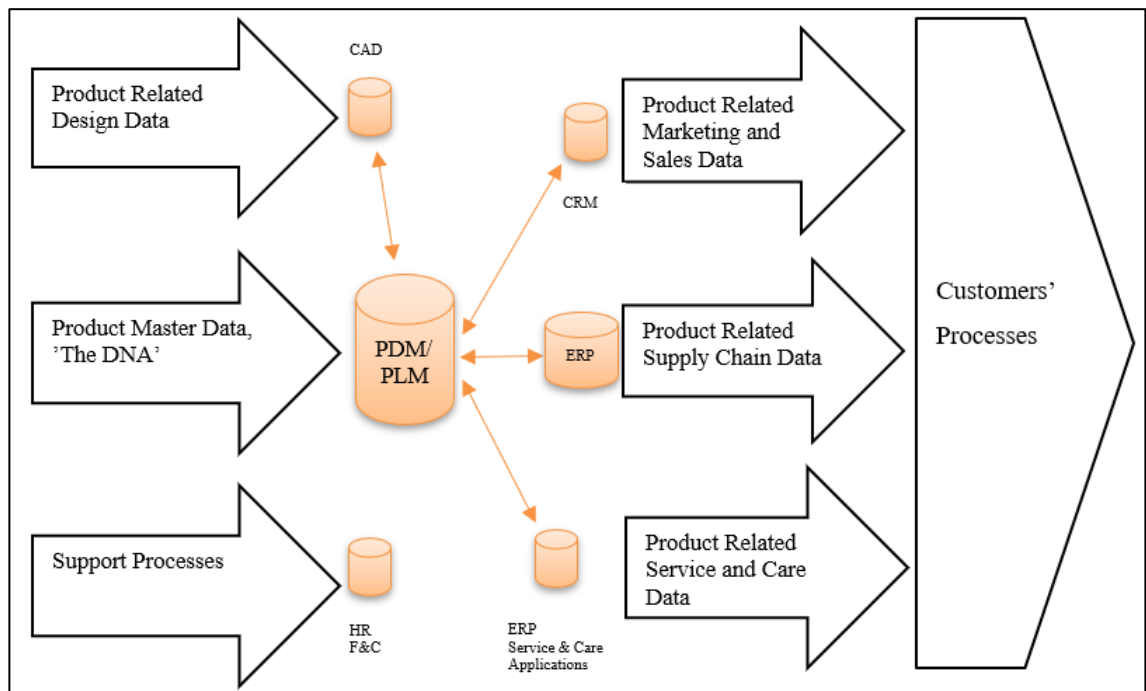 CAD
Product Related
Design Data
Product Related
Marketing and
Sales Data
CRM
Product Master Data,
’The DNA’
PDM/
PLM
ERP
Product Related
Supply Chain Data
Customers’
Processes
Support Processes
HR
F&C
ERP
Service & Care
Applications
Product Related
Service and Care
Data